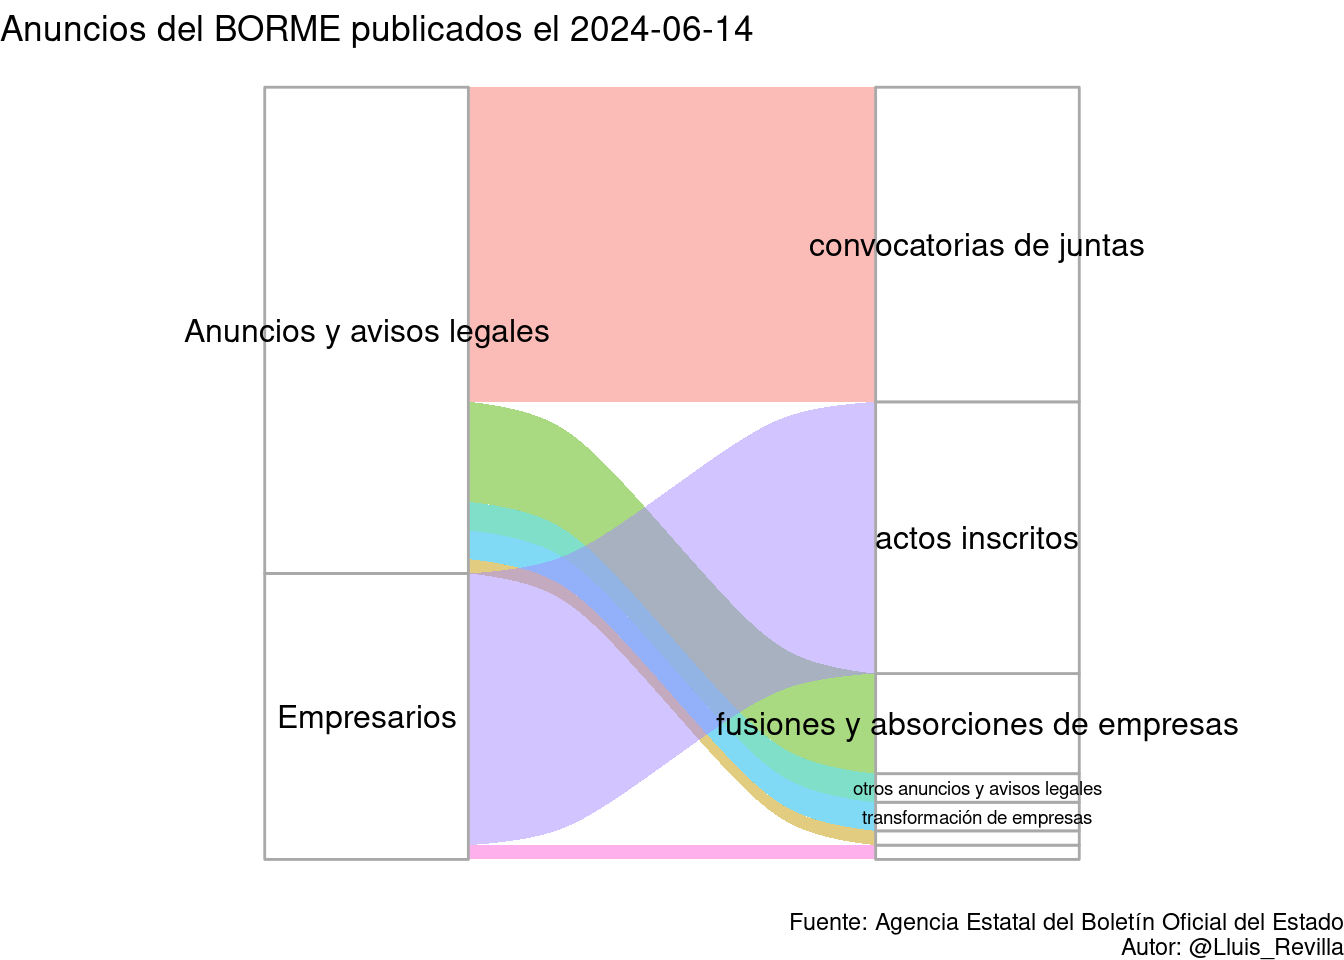 Anuncios del BORME publicados el 2024-06-14
convocatorias de juntas
Anuncios y avisos legales
actos inscritos
Empresarios
fusiones y absorciones de empresas
otros anuncios y avisos legales
transformación de empresas
Fuente: Agencia Estatal del Boletín Oficial del Estado
Autor: @Lluis_Revilla